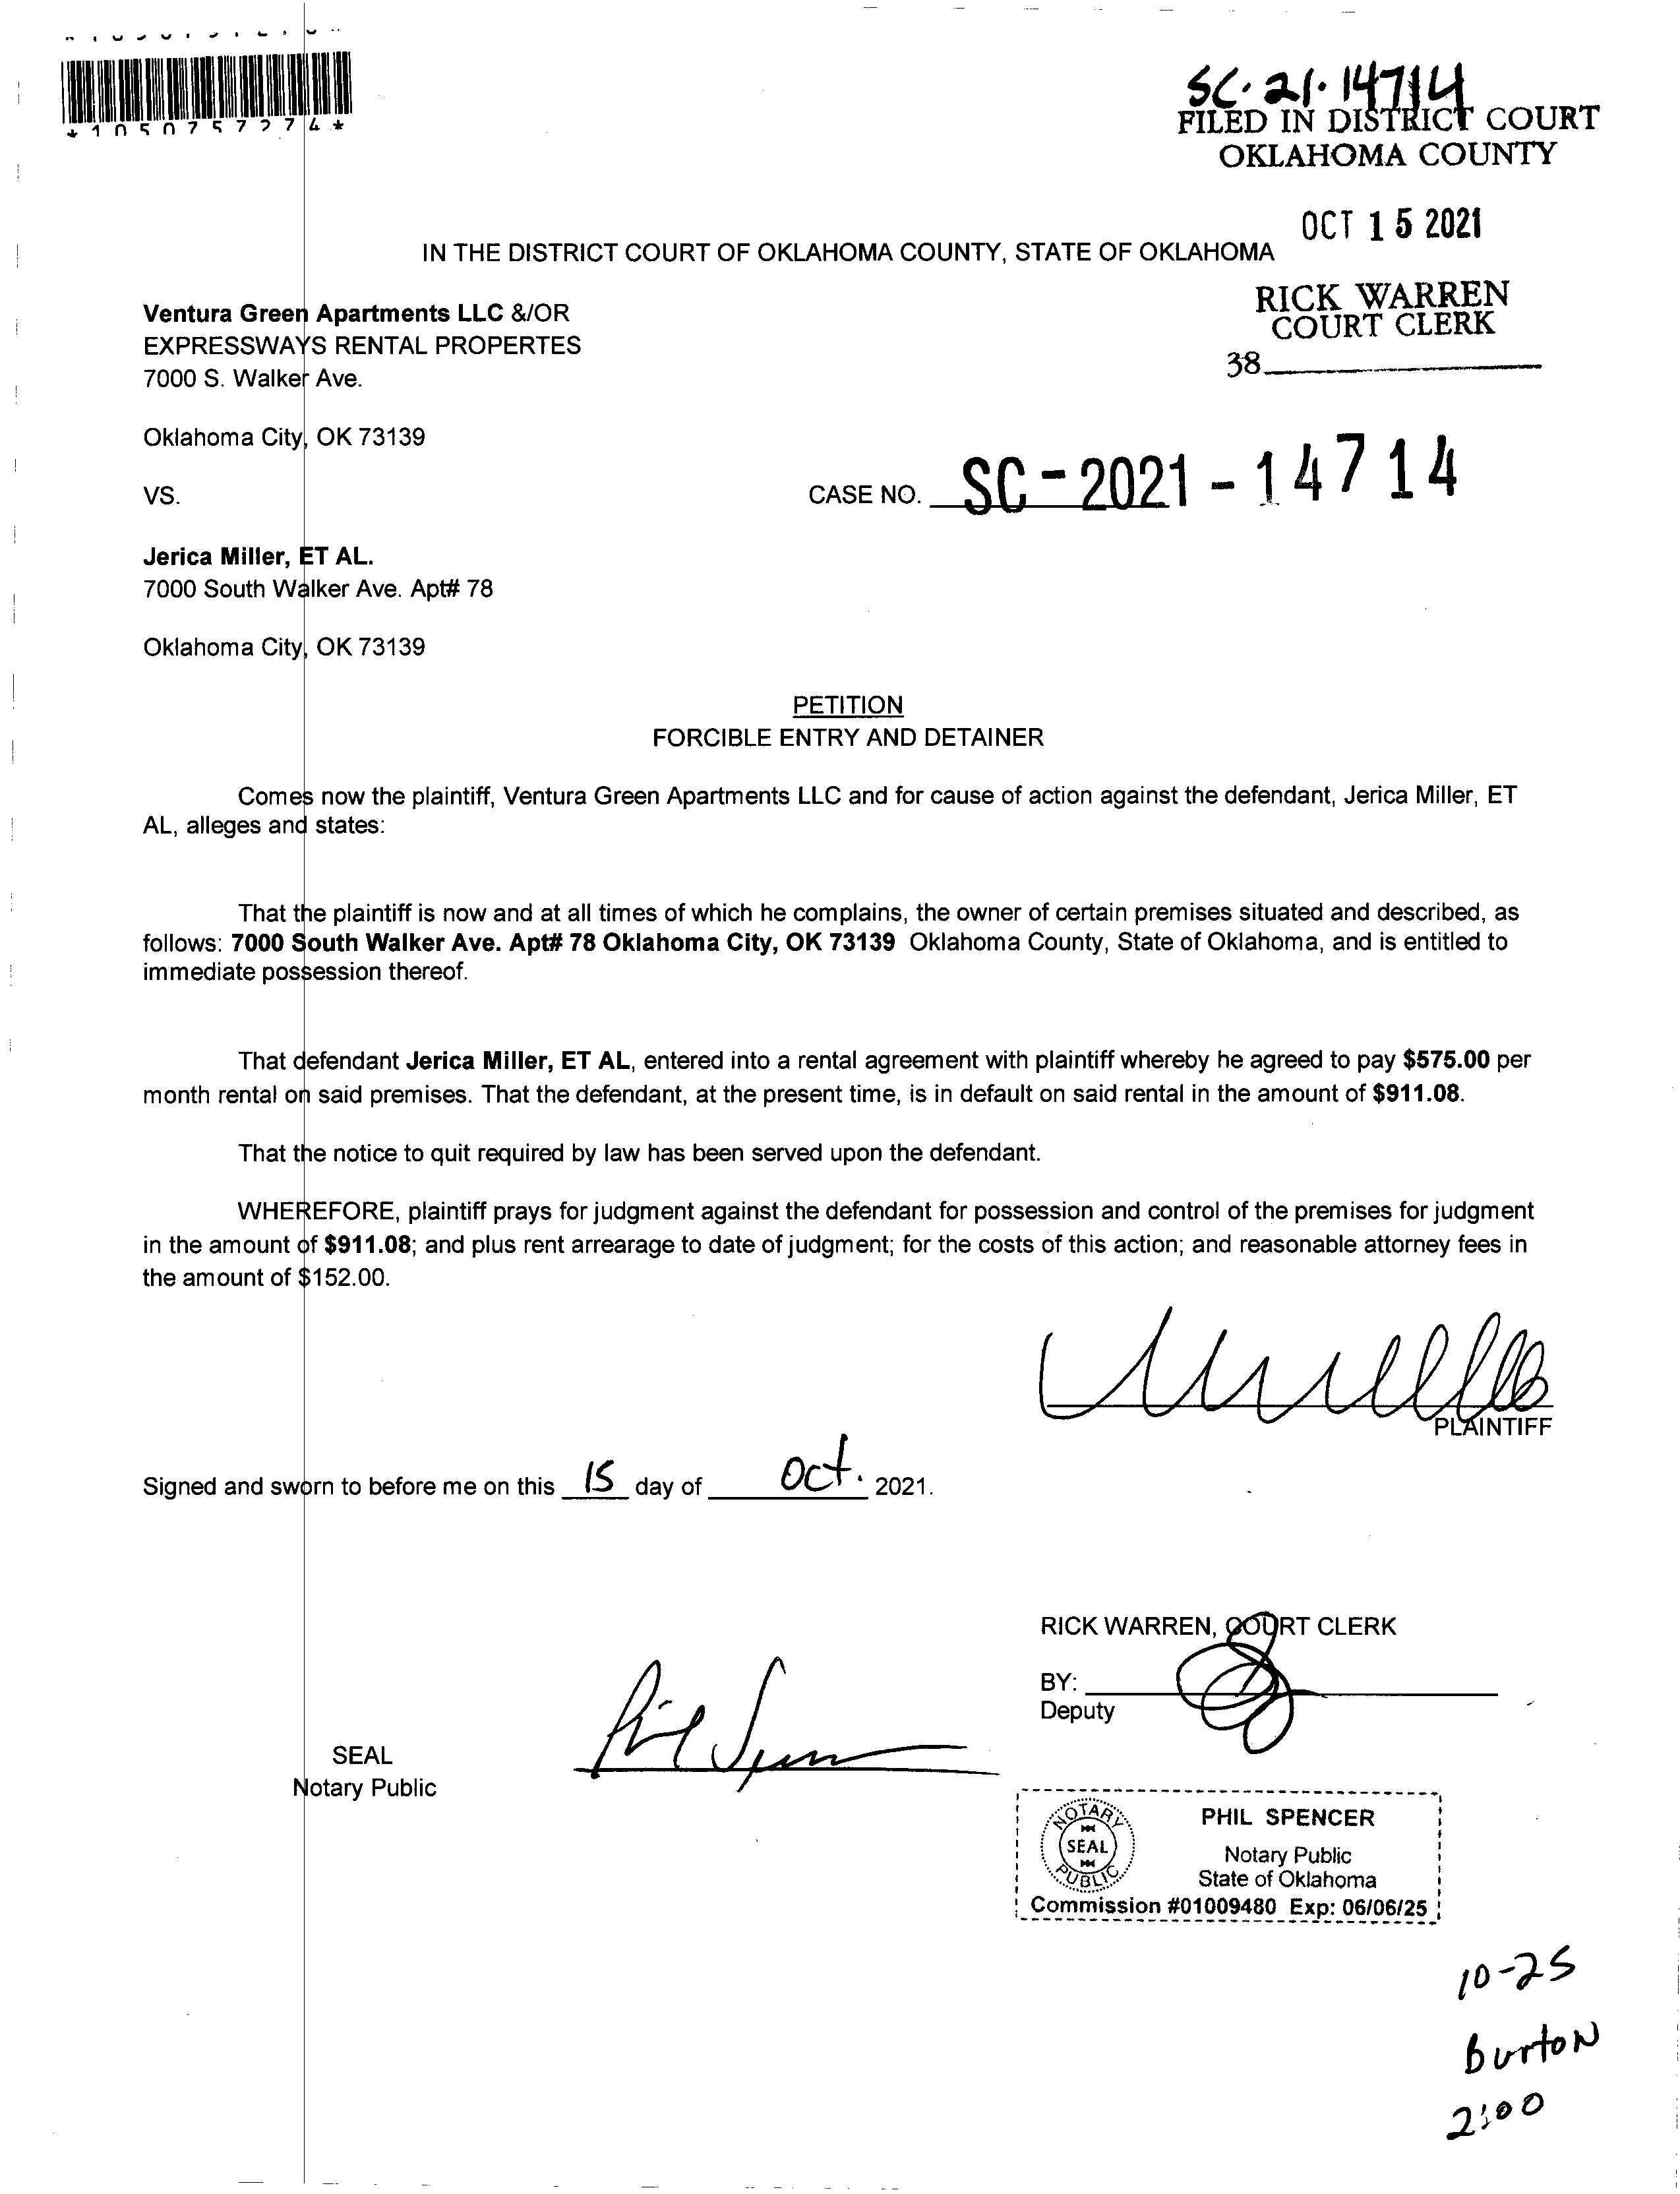 *1050757274*
SC-21-14714
FILED IN DISTRICT COURT
OKLAHOMA COUNTY
OCT 15 2021
RICK WARREN
COURT CLERK
38
IN THE DISTRICT COURT OF OKLAHOMA COUNTY, STATE OF OKLAHOMA
Ventura Green Apartments LLC &/OR
EXPRESSWAYS RENTAL PROPERTES
7000 S. Walker Ave.
Oklahoma City, OK 73139
VS.
CASE NO. SC-2021-14714
Jerica Miller, ET AL.
7000 South Walker Ave. Apt# 78
Oklahoma City, OK 73139
PETITION
FORCIBLE ENTRY AND DETAINER
Comes now the plaintiff, Ventura Green Apartments LLC and for cause of action against the defendant, Jerica Miller, ET
AL, alleges and states:
That the plaintiff is now and at all times of which he complains, the owner of certain premises situated and described, as
follows: 7000 South Walker Ave. Apt# 78 Oklahoma City, OK 73139 Oklahoma County, State of Oklahoma, and is entitled to
immediate possession thereof.
That defendant Jerica Miller, ET AL, entered into a rental agreement with plaintiff whereby he agreed to pay $575.00 per
month rental on said premises. That the defendant, at the present time, is in default on said rental in the amount of $911.08.
That the notice to quit required by law has been served upon the defendant.
WHEREFORE, plaintiff prays for judgment against the defendant for possession and control of the premises for judgment
in the amount of $911.08; and plus rent arrearage to date of judgment; for the costs of this action; and reasonable attorney fees in
the amount of $152.00.
PLAINTIFF
Signed and sworn to before me on this 15 day of Oct. 2021.
RICK WARREN, COURT CLERK
BY:
Deputy
SEAL
Notary Public
Phil Spencer
NOTARY PUBLIC
SEAL
PHIL SPENCER
Notary Public
State of Oklahoma
Commission #01009480 Exp: 06/06/25
10-25
Burton
2:00